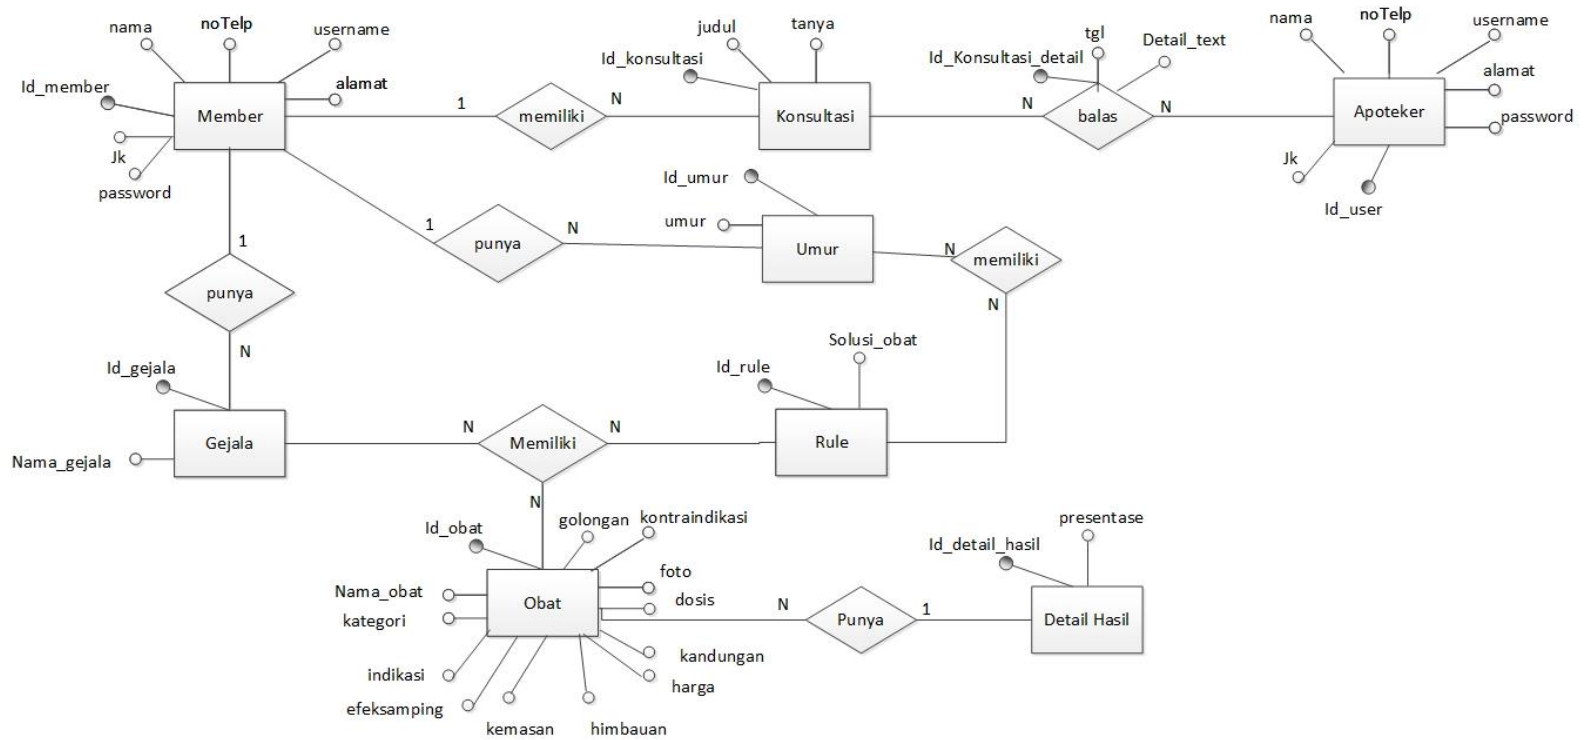 nama
noTelp
username
Id_member
alamat
Member
Jk
password
1
memiliki
N
judul
tanya
Id_konsultasi
Konsultasi
N
tgl
Id_Konsultasi_detail
Detail_text
balas
N
nama
noTelp
username
alamat
Apoteker
password
Jk
Id_user
1
punya
N
Id_umur
umur
Umur
N
memiliki
N
1
punya
N
Id_gejala
Gejala
Nama_gejala
N
Memiliki
N
Id_rule
Solusi_obat
Rule
N
Id_obat
golongan
kontraindikasi
foto
Nama_obat
Obat
dosis
kategori
indikasi
kandungan
harga
efeksamping
kemasan
himbauan
N
Punya
1
presentase
Id_detail_hasil
Detail Hasil